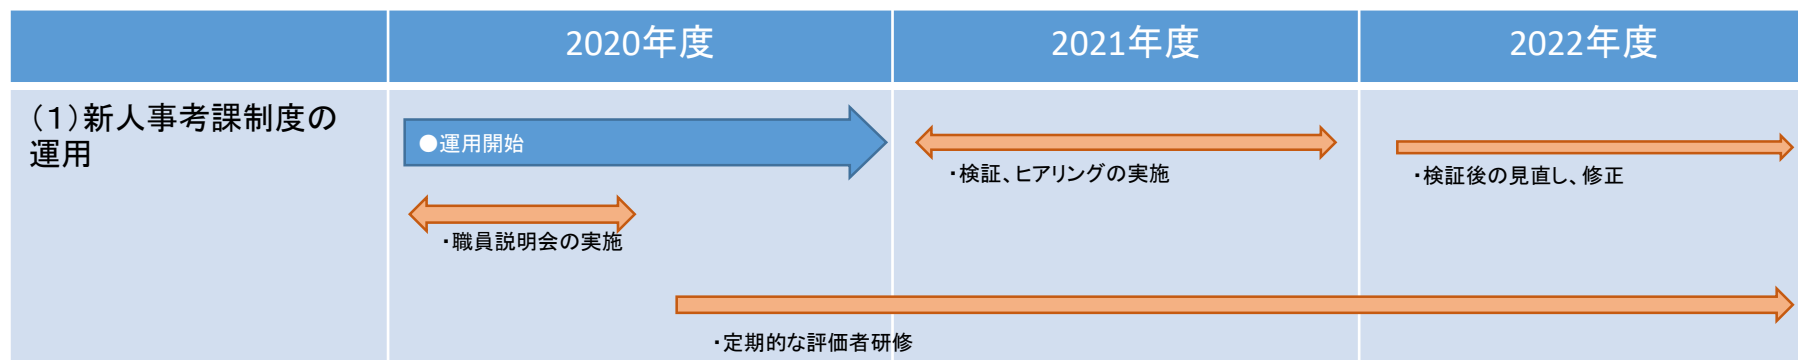 2020年度
2021年度
2022年度
（１）新人事考課制度の
運用
●運用開始
・検証、ヒアリングの実施
・検証後の見直し、修正
・職員説明会の実施
・定期的な評価者研修